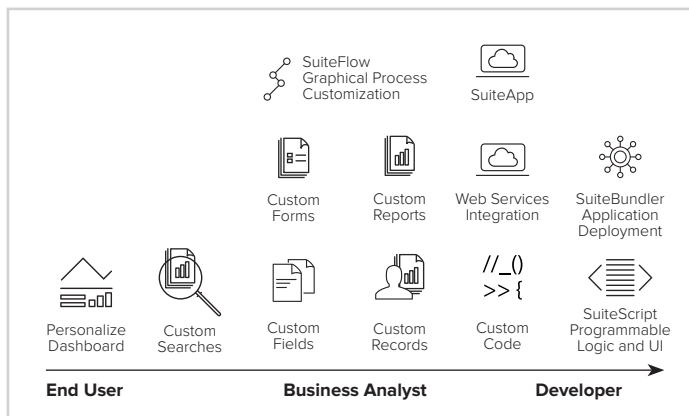 SuiteFlow
Graphical Process
Customization
SuiteApp
Custom
Forms
Custom
Reports
Web Services
Integration
SuiteBundler
Application
Deployment
//_()
>> {
Personalize
Dashboard
Custom
Searches
Custom
Fields
Custom
Records
Custom
Code
SuiteScript
Programmable
Logic and UI
End User
Business Analyst
Developer